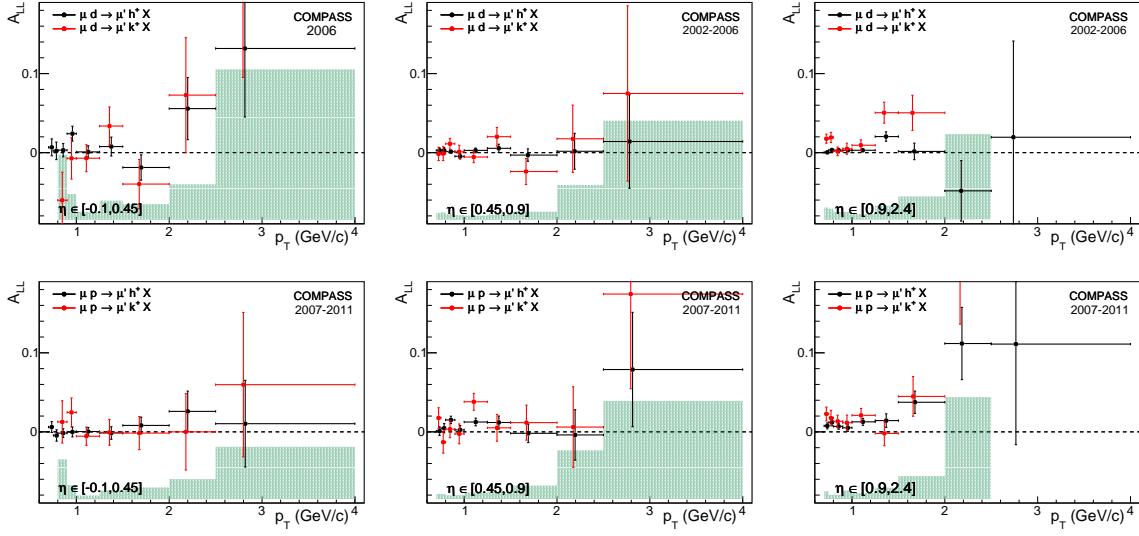 A_LL
μ d → μ' h⁺ X
μ d → μ' k⁺ X
COMPASS
2006
0.1
0
η ∈ [-0.1,0.45]
1 2 3 4
p_T (GeV/c)
A_LL
μ d → μ' h⁺ X
μ d → μ' k⁺ X
COMPASS
2002-2006
0.1
0
η ∈ [0.45,0.9]
1 2 3 4
p_T (GeV/c)
A_LL
μ d → μ' h⁺ X
μ d → μ' k⁺ X
COMPASS
2002-2006
0.1
0
η ∈ [0.9,2.4]
1 2 3 4
p_T (GeV/c)
A_LL
μ p → μ' h⁺ X
μ p → μ' k⁺ X
COMPASS
2007-2011
0.1
0
η ∈ [-0.1,0.45]
1 2 3 4
p_T (GeV/c)
A_LL
μ p → μ' h⁺ X
μ p → μ' k⁺ X
COMPASS
2007-2011
0.1
0
η ∈ [0.45,0.9]
1 2 3 4
p_T (GeV/c)
A_LL
μ p → μ' h⁺ X
μ p → μ' k⁺ X
COMPASS
2007-2011
0.1
0
η ∈ [0.9,2.4]
1 2 3 4
p_T (GeV/c)